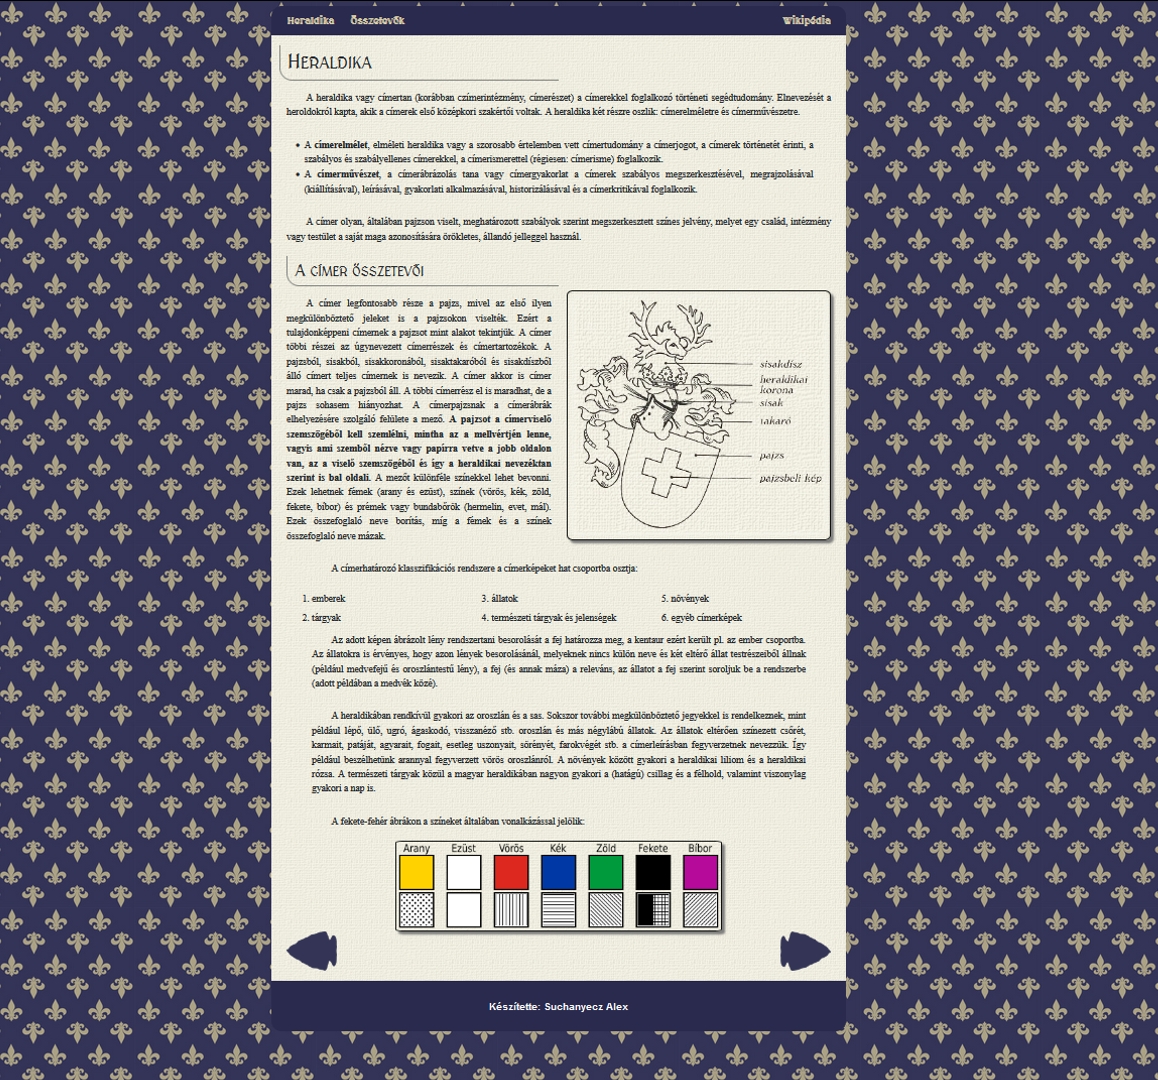 Heraldika Összetevők Wikipédia
Heraldika
A heraldika vagy címertan (korábban czímerintézmény, címerészet) a címerekkel foglalkozó történeti segédtudomány. Elnevezését a
heroldokról kapta, akik a címerek első középkori szakértői voltak. A heraldika két részre oszlik: címerelméletre és címerművészetre.
• A címerelmélet, elméleti heraldika vagy a szorosabb értelemben vett címertudomány a címerjogot, a címerek történetét érinti, a
szabályos és szabályellenes címerekkel, a címerismerettel (régiesen: címerisme) foglalkozik.
• A címerművészet, a címerábrázolás tana vagy címergyakorlat a címerek szabályos megszerkesztésével, megrajzolásával
(kiállításával), leírásával, gyakorlati alkalmazásával, historizálásával és a címerkritikával foglalkozik.
A címer olyan, általában pajzson viselt, meghatározott szabályok szerint megszerkesztett színes jelvény, melyet egy család, intézmény
vagy testület a saját maga azonosítására örökletes, állandó jelleggel használ.
A címer összetevői
A címer legfontosabb része a pajzs, mivel az első ilyen
megkülönböztető jeleket is a pajzsokon viselték. Ezért a
tulajdonképpeni címernek a pajzsot mint alakot tekintjük. A címer
többi részei az úgynevezett címerrészek és címertartozékok. A
pajzsból, sisakból, sisakkoronából, sisaktakaróból és sisakdíszből
álló címert teljes címernek is nevezik. A címer akkor is címer
marad, ha csak a pajzsból áll. A többi címerrész el is maradhat, de a
pajzs sohasem hiányozhat. A címerpajzsnak a címerábrák
elhelyezésére szolgáló felülete a mező. A pajzsot a címerviselő
szemszögéből kell szemlélni, mintha az a mellvértjén lenne,
vagyis ami szemből nézve vagy papírra vetve a jobb oldalon
van, az a viselő szemszögéből és így a heraldikai nevezéktan
szerint is bal oldali. A mezőt különféle színekkel lehet bevonni.
Ezek lehetnek fémek (arany és ezüst), színek (vörös, kék, zöld,
fekete, bíbor) és prémek vagy bundabőrök (hermelin, evet, mál).
Ezek összefoglaló neve borítás, míg a fémek és a színek
összefoglaló neve mázak.
sisakdísz
heraldikai
korona
sisak
takaró
pajzs
pajzsbeli kép
A címerhatározó klasszifikációs rendszere a címerképeket hat csoportba osztja:
1. emberek 3. állatok 5. növények
2. tárgyak 4. természeti tárgyak és jelenségek 6. egyéb címerképek
Az adott képen ábrázolt lény rendszertani besorolását a fej határozza meg, a kentaur ezért került pl. az ember csoportba.
Az állatokra is érvényes, hogy azon lények besorolásánál, melyeknek nincs külön neve és két eltérő állat testrészeiből állnak
(például medvefejű és oroszlántestű lény), a fej (és annak máza) a releváns, az állatot a fej szerint soroljuk be a rendszerbe
(adott példában a medvék közé).
A heraldikában rendkívül gyakori az oroszlán és a sas. Sokszor további megkülönböztető jegyekkel is rendelkeznek, mint
például lépő, ülő, ugró, ágaskodó, visszanéző stb. oroszlán és más négylábú állatok. Az állatok eltérően színezett csőrét,
karmait, patáját, agyarait, fogait, esetleg uszonyait, sörényét, farokvégét stb. a címerleírásban fegyverzetnek nevezzük. Így
például beszélhetünk arannyal fegyverzett vörös oroszlánról. A növények között gyakori a heraldikai liliom és a heraldikai
rózsa. A természeti tárgyak közül a magyar heraldikában nagyon gyakori a (hatágú) csillag és a félhold, valamint viszonylag
gyakori a nap is.
A fekete-fehér ábrákon a színeket általában vonalkázással jelölik:
Arany Ezüst Vörös Kék Zöld Fekete Bíbor
Készítette: Suchanyecz Alex